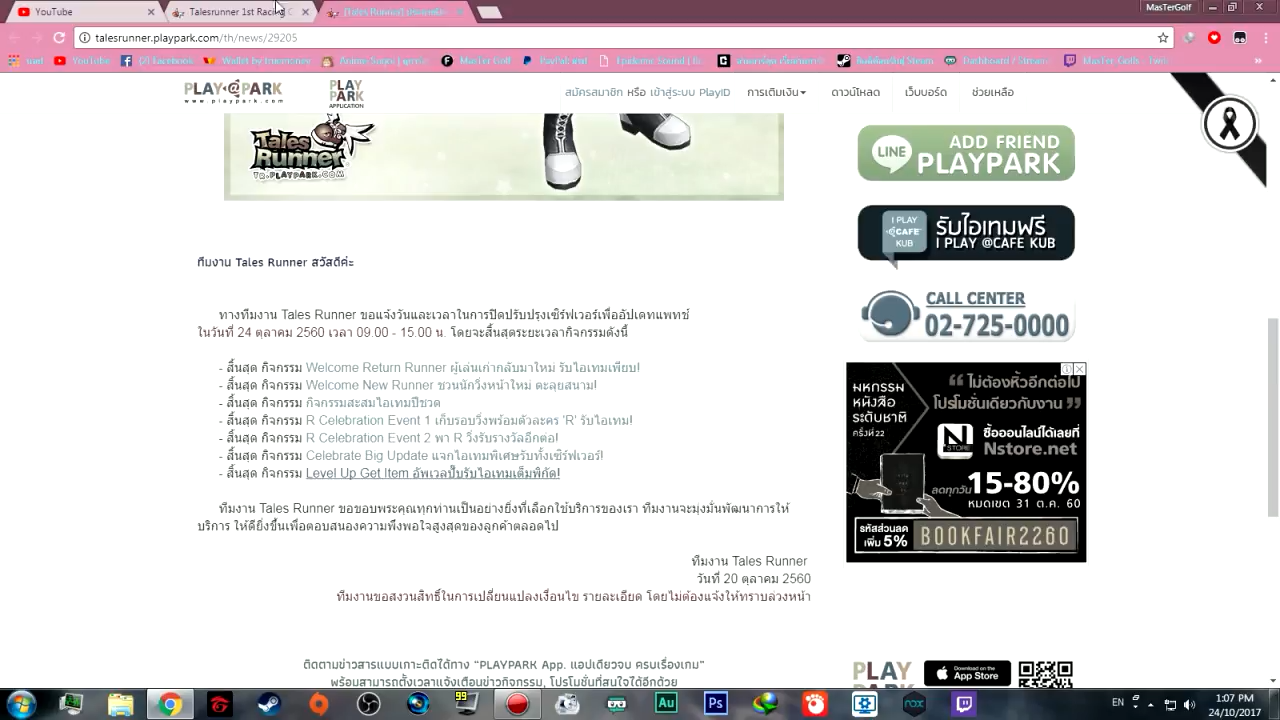 YouTube
Talesrunner 1st Racing
[Tales Runner]
MasTerGolf
talesrunner.playpark.com/th/news/29205
YouTube
(2) Facebook
Wallet by truemoney
PayPal
MasTer Golf
PLAY@PARK
www.playpark.com
PLAY PARK
APPLICATION
สมัครสมาชิก หรือ เข้าสู่ระบบ PlayID
การเติมเงิน
ดาวน์โหลด
เว็บบอร์ด
ช่วยเหลือ
Tales Runner
TR.PLAYPARK.COM
LINE
ADD FRIEND
PLAYPARK
I PLAY
@CAFE
KUB
รับไอเทมฟรี
I PLAY @CAFE KUB
CALL CENTER
02-725-0000
ทีมงาน Tales Runner สวัสดีค่ะ
ทางทีมงาน Tales Runner ขอแจ้งวันและเวลาในการปิดปรับปรุงเซิร์ฟเวอร์เพื่ออัปเดทแพทช์
ในวันที่ 24 ตุลาคม 2560 เวลา 09.00 - 15.00 น. โดยจะสิ้นสุดระยะเวลากิจกรรมดังนี้
- สิ้นสุด กิจกรรม Welcome Return Runner ผู้เล่นเก่ากลับมาใหม่ รับไอเทมเพียบ!
- สิ้นสุด กิจกรรม Welcome New Runner ชวนนักวิ่งหน้าใหม่ ตะลุยสนาม!
- สิ้นสุด กิจกรรม กิจกรรมสะสมไอเทมปีชวด
- สิ้นสุด กิจกรรม R Celebration Event 1 เก็บรอบวิ่งพร้อมตัวละคร 'R' รับไอเทม!
- สิ้นสุด กิจกรรม R Celebration Event 2 พา R วิ่งรับรางวัลอีกต่อ!
- สิ้นสุด กิจกรรม Celebrate Big Update แจกไอเทมพิเศษรับทั้งเซิร์ฟเวอร์!
- สิ้นสุด กิจกรรม Level Up Get Item อัพเวลปั๊บรับไอเทมเต็มพิกัด!
ทีมงาน Tales Runner ขอขอบพระคุณทุกท่านเป็นอย่างยิ่งที่เลือกใช้บริการของเรา ทีมงานจะมุ่งมั่นพัฒนาการให้
บริการ ให้ดียิ่งขึ้นเพื่อตอบสนองความพึงพอใจสูงสุดของลูกค้าตลอดไป
ทีมงาน Tales Runner
วันที่ 20 ตุลาคม 2560
ทีมงานขอสงวนสิทธิ์ในการเปลี่ยนแปลงเงื่อนไข รายละเอียด โดยไม่ต้องแจ้งให้ทราบล่วงหน้า
มหกรรม
หนังสือ
ระดับชาติ
ครั้งที่ 22
“ ไม่ต้องหิ้วอีกต่อไป
โปรโมชั่นเดียวกับงาน ”
N
STORE
ซื้อออนไลน์ได้เลยที่
Nstore.net
ลดทุกวัน 15-80%
หมดเขต 31 ต.ค. 60
รหัสส่วนลด
เพิ่ม 5%
BOOKFAIR2260
ติดตามข่าวสารแบบเกาะติดได้ทาง “PLAYPARK App. แอปเดียวจบ ครบเรื่องเกม”
พร้อมสามารถตั้งเวลาแจ้งเตือนข่าวกิจกรรม, โปรโมชั่นที่สนใจได้อีกด้วย
PLAY
PARK
Download on the
App Store
99
Au
Ps
nox
EN
1:07 PM
24/10/2017